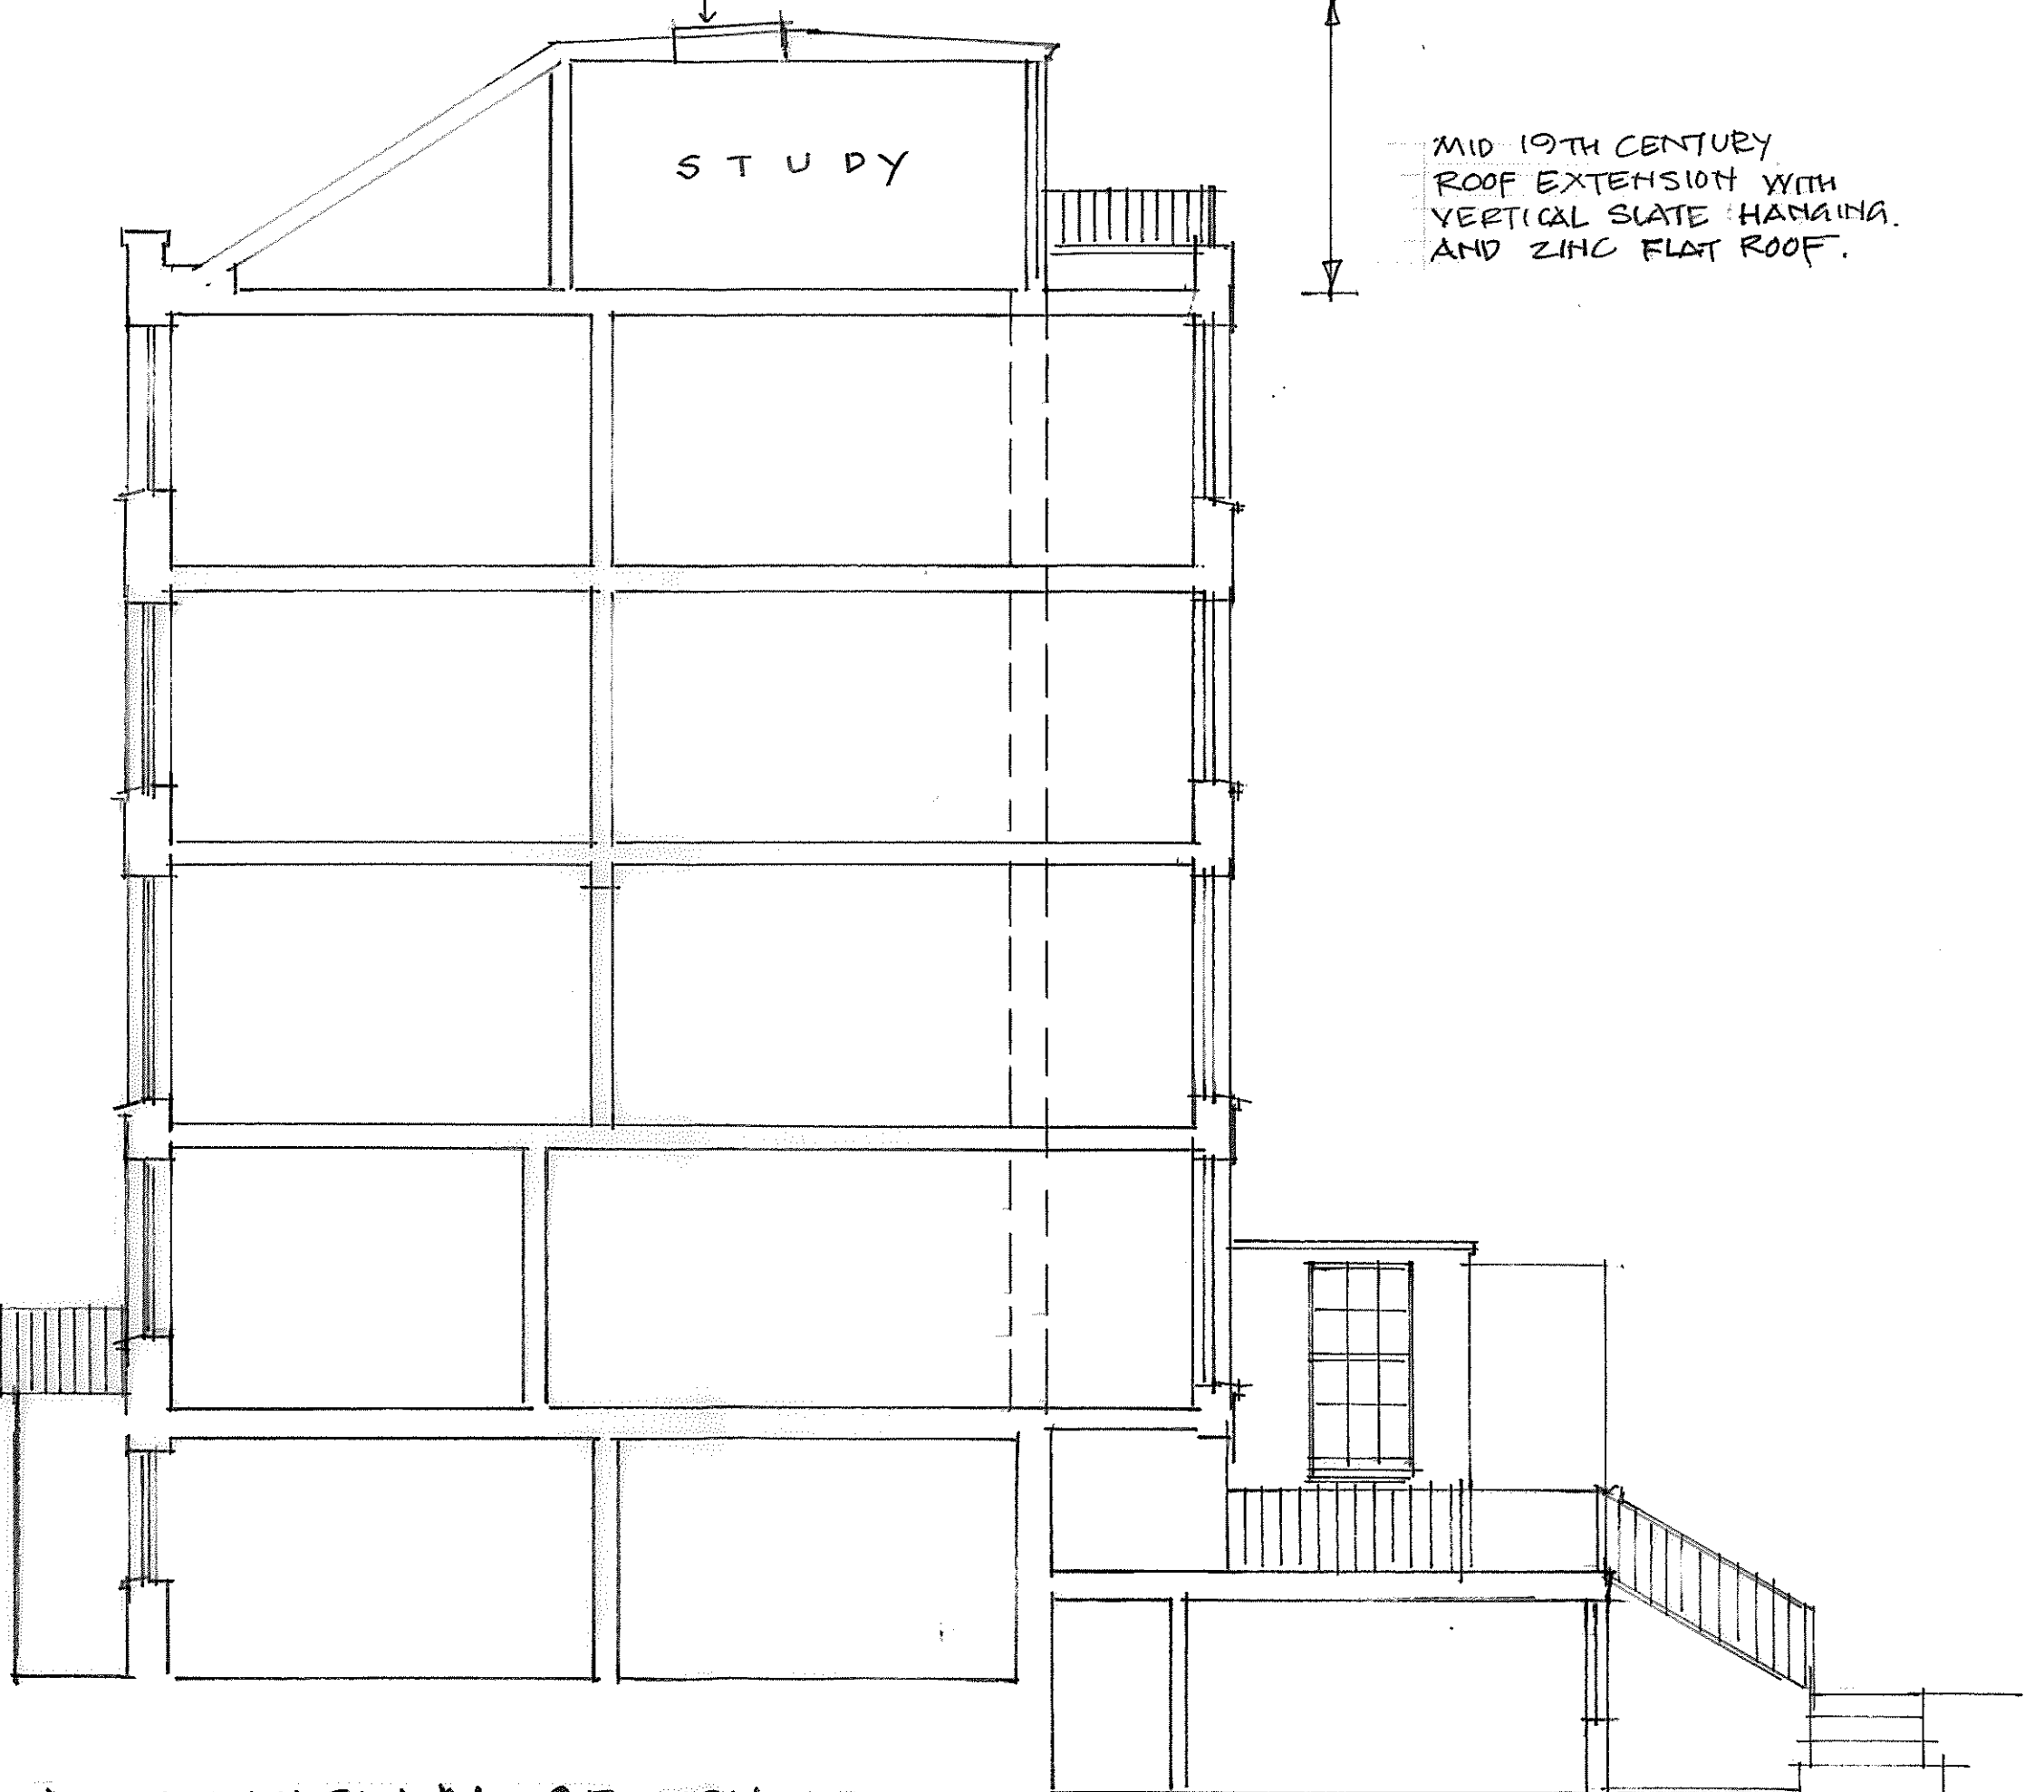 STUDY
MID 19TH CENTURY
ROOF EXTENSION WITH
VERTICAL SLATE HANGING.
AND ZINC FLAT ROOF.